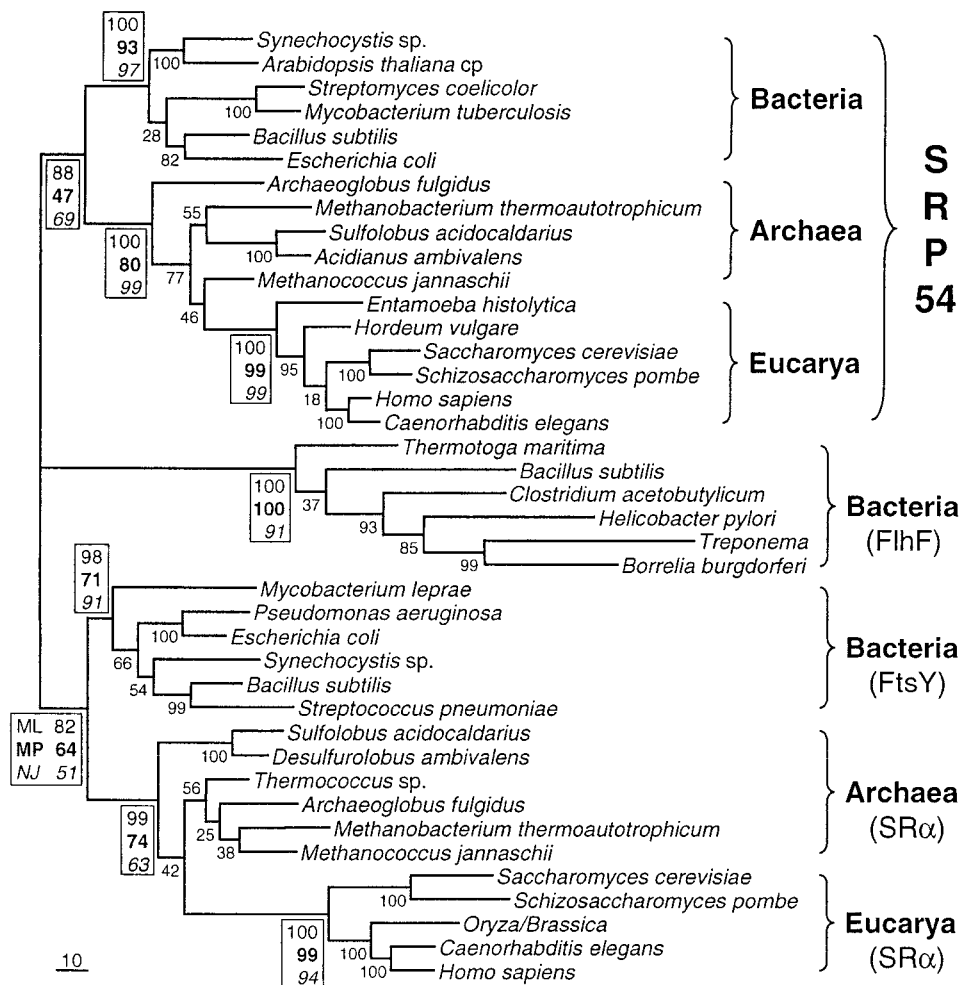 100
93
97
Synechocystis sp.
100
Arabidopsis thaliana cp
Streptomyces coelicolor
100
Mycobacterium tuberculosis
28
Bacillus subtilis
82
Escherichia coli
Bacteria
88
47
69
Archaeoglobus fulgidus
55
Methanobacterium thermoautotrophicum
Sulfolobus acidocaldarius
100
Acidianus ambivalens
100
80
99
77
Methanococcus jannaschii
46
Archaea
Entamoeba histolytica
Hordeum vulgare
100
99
99
95
Saccharomyces cerevisiae
100
Schizosaccharomyces pombe
18
Homo sapiens
100
Caenorhabditis elegans
Eucarya
S
R
P
54
Thermotoga maritima
100
100
91
37
Bacillus subtilis
Clostridium acetobutylicum
93
Helicobacter pylori
85
Treponema
99
Borrelia burgdorferi
Bacteria
(FlhF)
98
71
91
Mycobacterium leprae
Pseudomonas aeruginosa
100
Escherichia coli
66
Synechocystis sp.
54
Bacillus subtilis
99
Streptococcus pneumoniae
Bacteria
(FtsY)
ML 82
MP 64
NJ 51
Sulfolobus acidocaldarius
100
Desulfurolobus ambivalens
Thermococcus sp.
56
Archaeoglobus fulgidus
25
Methanobacterium thermoautotrophicum
38
Methanococcus jannaschii
99
74
63
42
Archaea
(SRα)
Saccharomyces cerevisiae
100
Schizosaccharomyces pombe
100
99
94
Oryza/Brassica
100
Caenorhabditis elegans
100
Homo sapiens
Eucarya
(SRα)
10